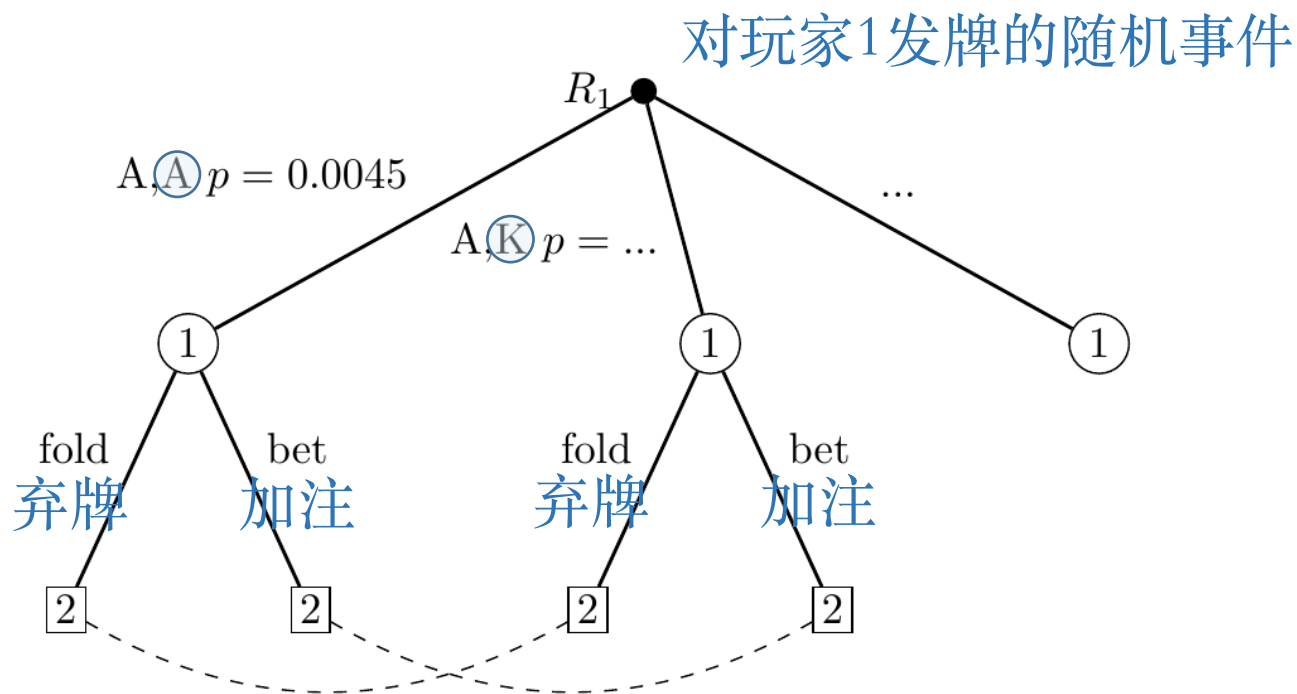 对玩家1发牌的随机事件
R₁
A,A p = 0.0045
...
A,K p = ...
1
1
1
fold
bet
fold
bet
弃牌
加注
弃牌
加注
2
2
2
2